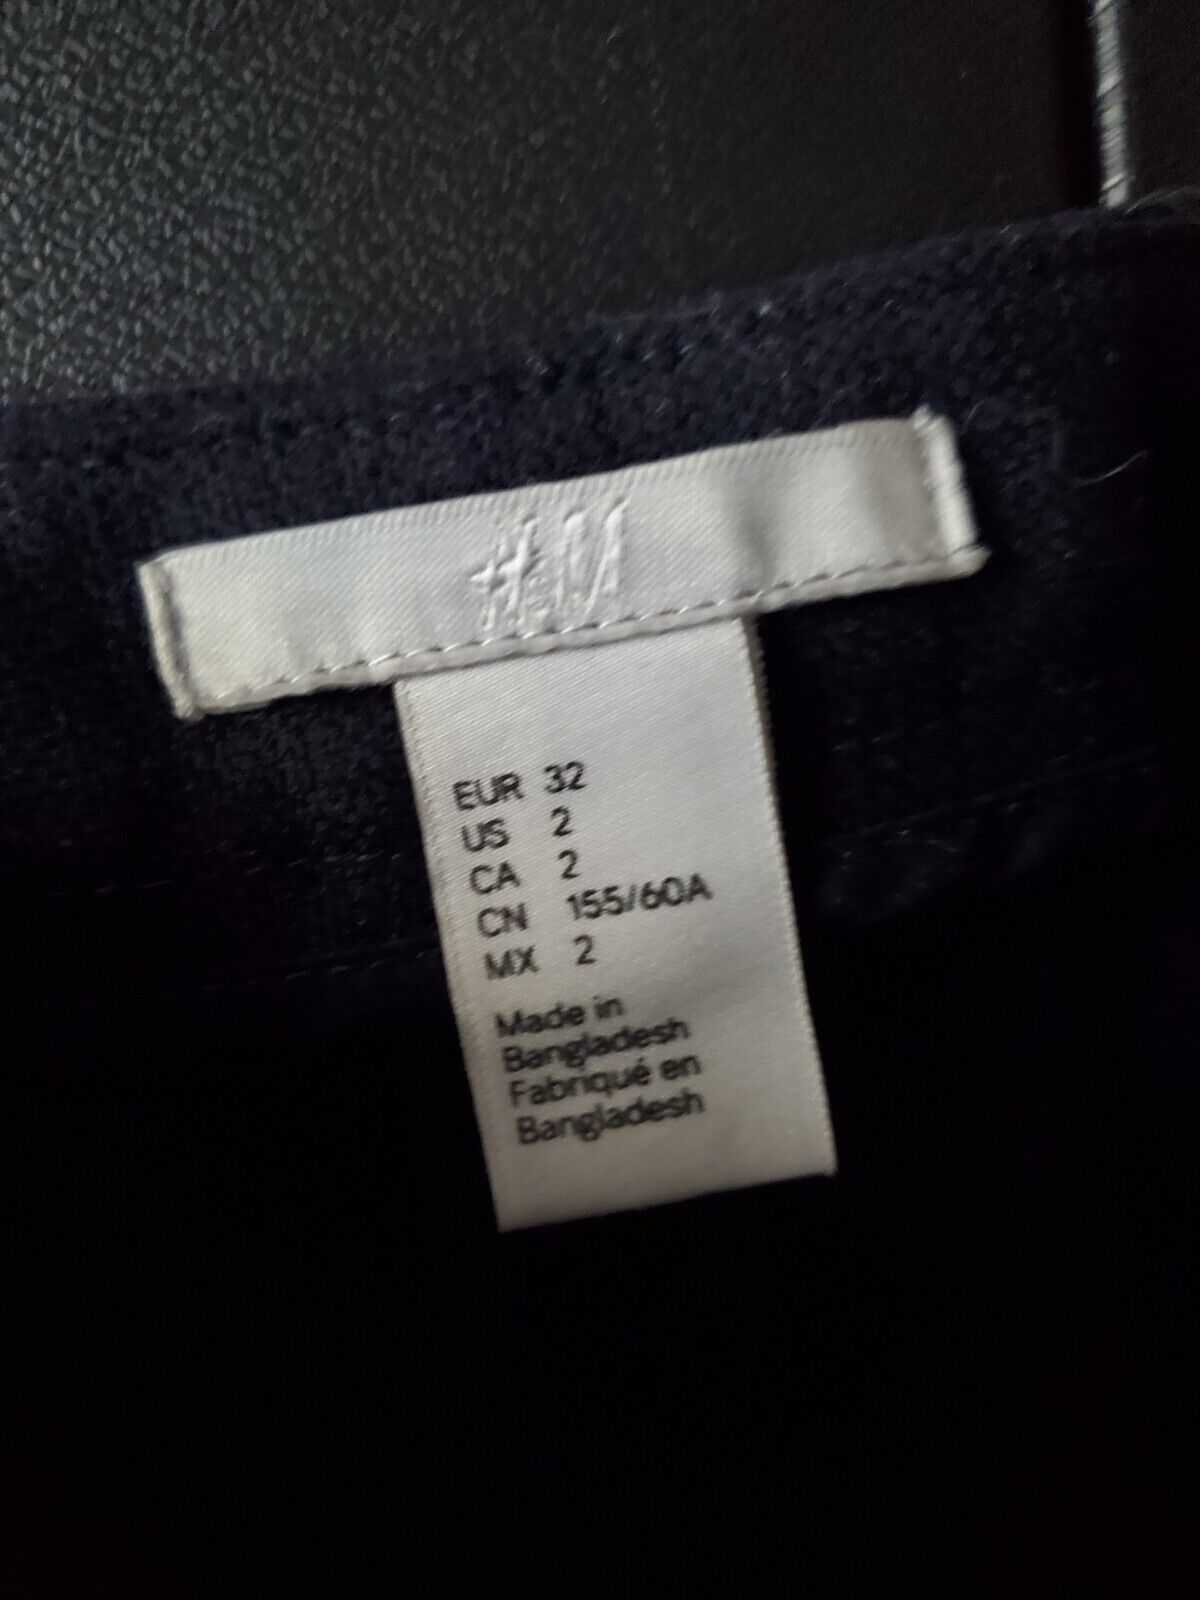 H&M
EUR 32
US 2
CA 2
CN 155/60A
MX 2
Made in
Bangladesh
Fabriqué en
Bangladesh